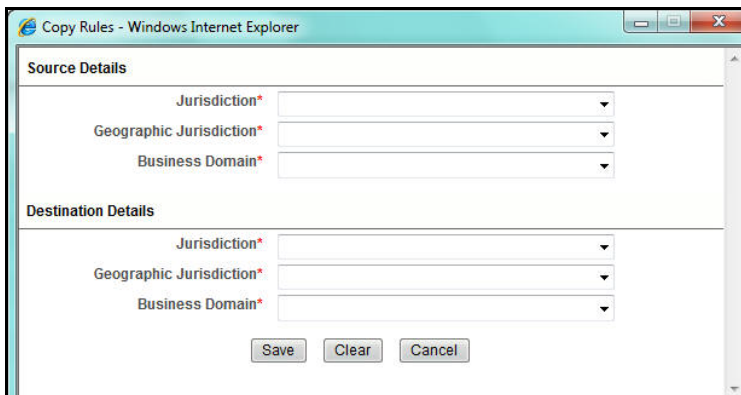 Copy Rules - Windows Internet Explorer
Source Details
Jurisdiction*
Geographic Jurisdiction*
Business Domain*
Destination Details
Jurisdiction*
Geographic Jurisdiction*
Business Domain*
Save Clear Cancel